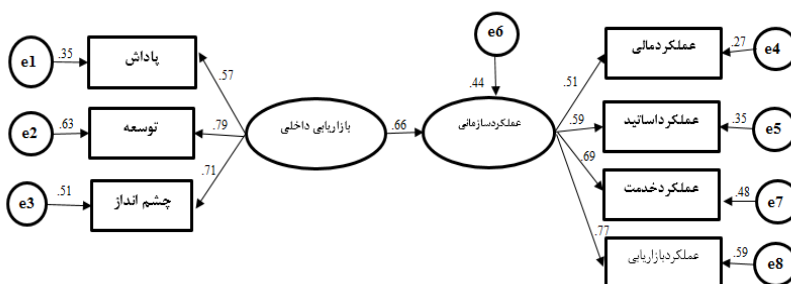 e6
e1
.35
پاداش
.57
.44
.51
عملکردمالی
.27
e4
e2
.63
توسعه
.79
بازاریابی داخلی
.66
عملکردسازمانی
.59
عملکرداساتید
.35
e5
e3
.51
چشم انداز
.71
.69
عملکردخدمت
.48
e7
.77
عملکردبازاریابی
.59
e8